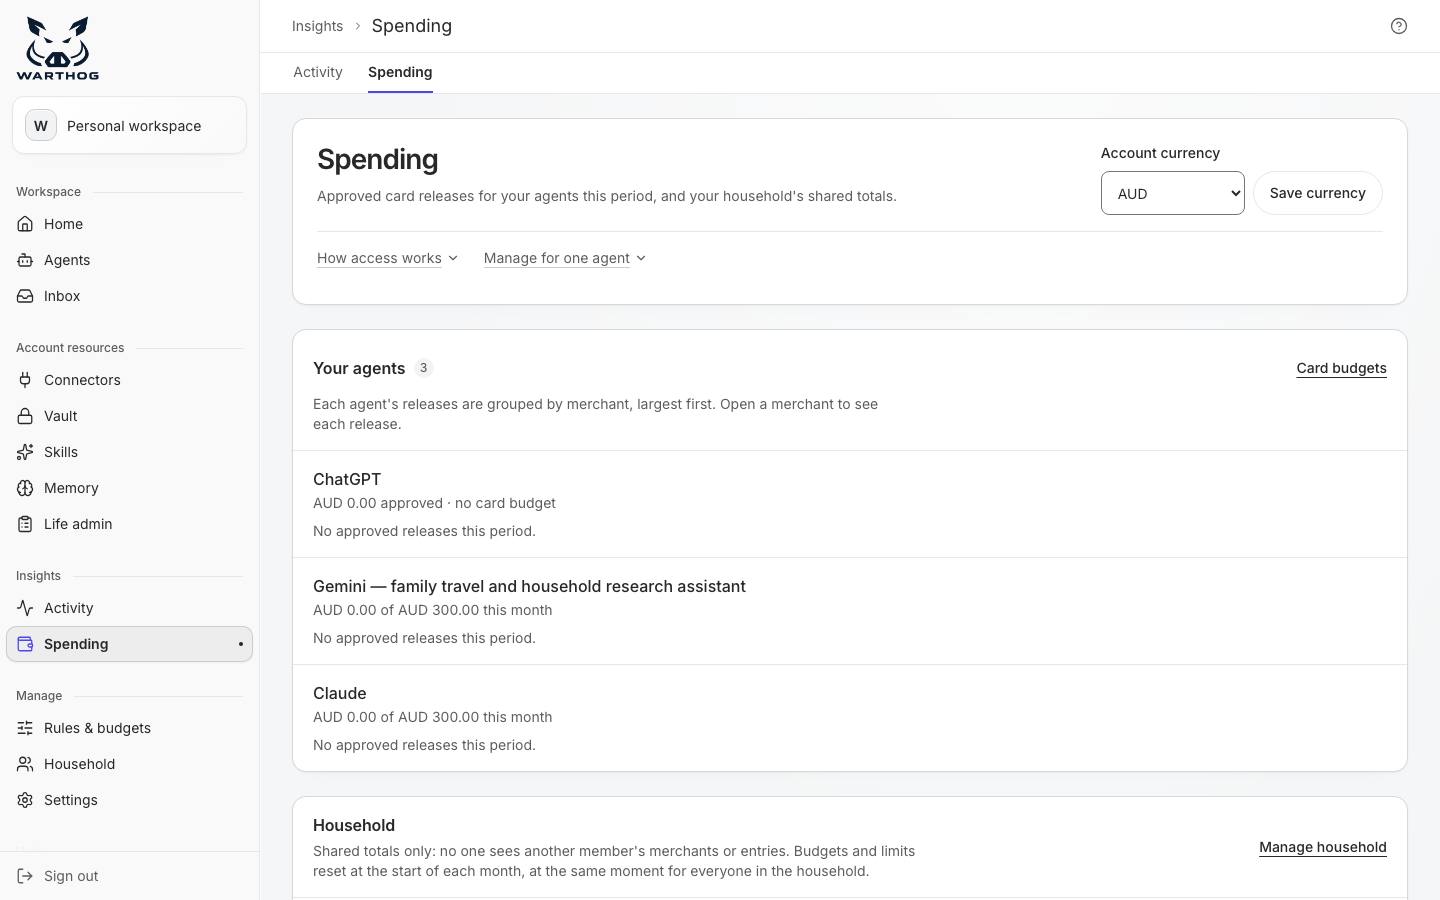 WARTHOG
W
Personal workspace
Workspace
Home
Agents
Inbox
Account resources
Connectors
Vault
Skills
Memory
Life admin
Insights
Activity
Spending
Manage
Rules & budgets
Household
Settings
Sign out
Insights > Spending
Activity Spending
Spending
Approved card releases for your agents this period, and your household's shared totals.
Account currency
AUD
Save currency
How access works
Manage for one agent
Your agents 3
Card budgets
Each agent's releases are grouped by merchant, largest first. Open a merchant to see
each release.
ChatGPT
AUD 0.00 approved · no card budget
No approved releases this period.
Gemini — family travel and household research assistant
AUD 0.00 of AUD 300.00 this month
No approved releases this period.
Claude
AUD 0.00 of AUD 300.00 this month
No approved releases this period.
Household
Shared totals only: no one sees another member's merchants or entries. Budgets and limits
reset at the start of each month, at the same moment for everyone in the household.
Manage household